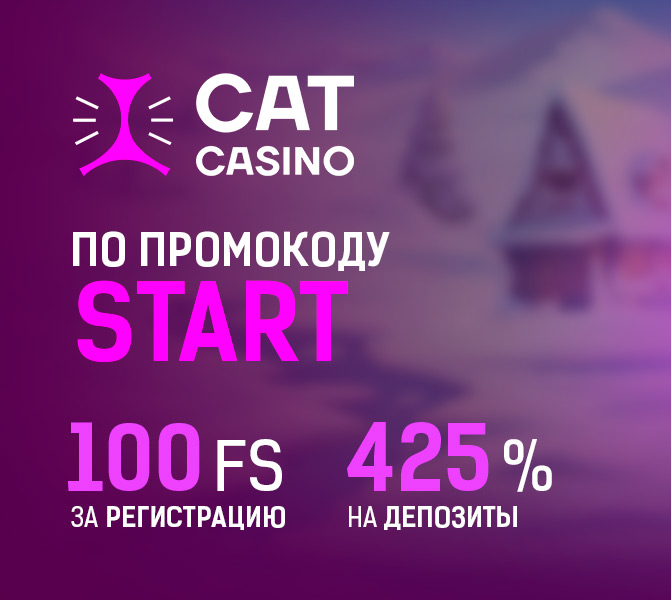 CAT
CASINO
ПО ПРОМОКОДУ
START
100 FS
ЗА РЕГИСТРАЦИЮ
425 %
НА ДЕПОЗИТЫ